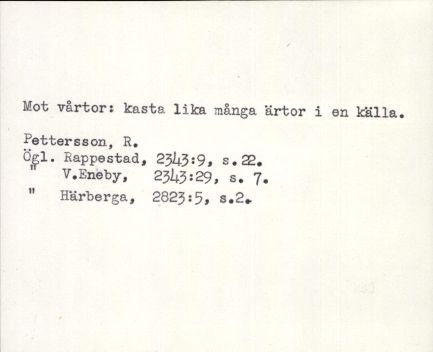 Mot vårtor: kasta lika många ärtor i en källa.
Pettersson, R.
Ögl. Rappestad, 2343:9, s.22.
" V.Eneby, 2343:29, s. 7.
" Härberga, 2823:5, s.2.